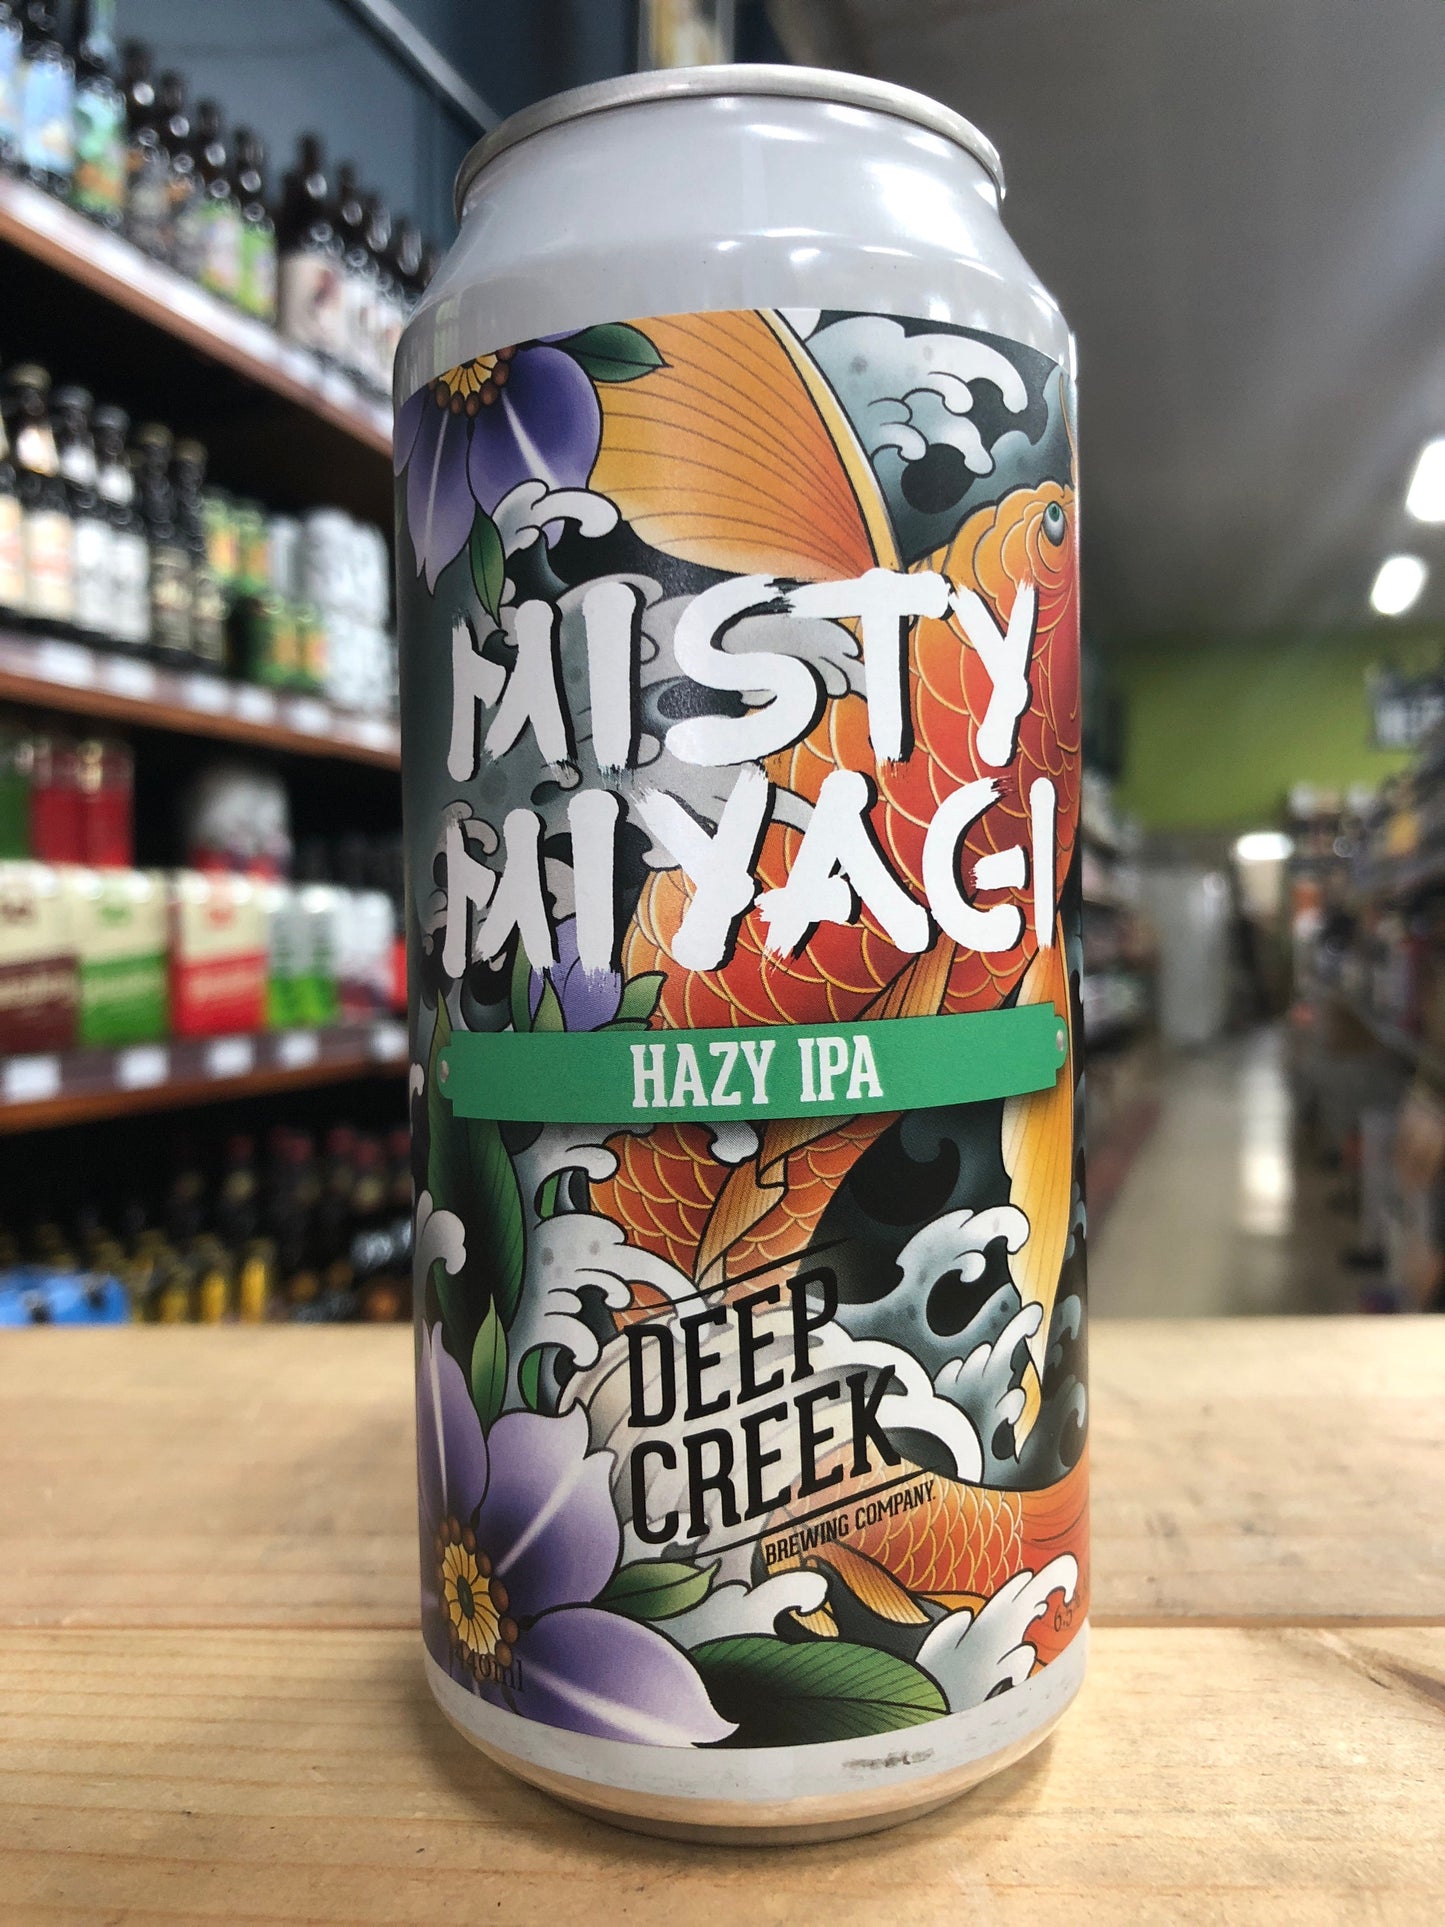 MISTY
MIYAGI
HAZY IPA
DEEP
CREEK
BREWING COMPANY.
440ml